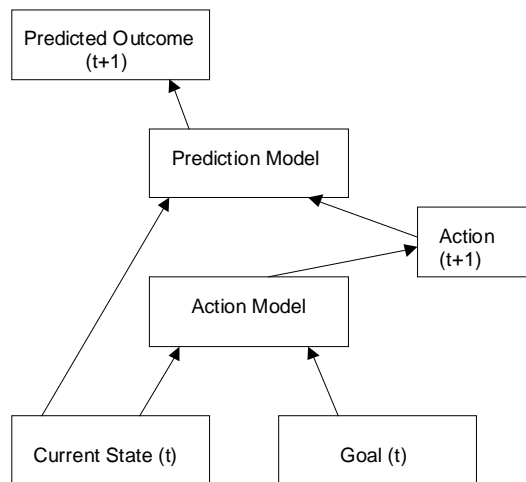 Predicted Outcome
(t+1)
Prediction Model
Action
(t+1)
Action Model
Current State (t)
Goal (t)